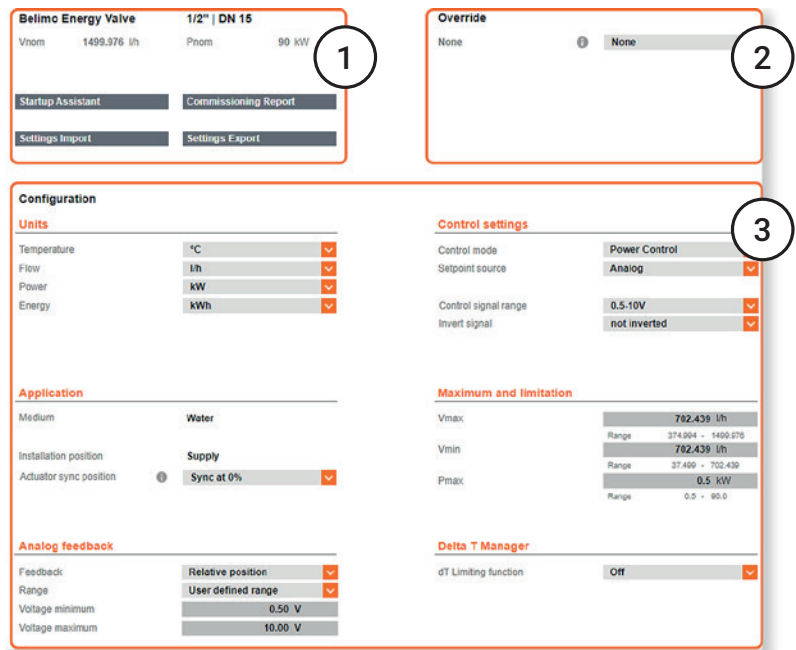 Belimo Energy Valve 1/2" | DN 15
Vnom 1499.976 l/h Pnom 90 kW
1
Startup Assistant Commissioning Report
Settings Import Settings Export
Override
None None
2
Configuration
3
Units
Temperature °C
Flow l/h
Power kW
Energy kWh
Control settings
Control mode Power Control
Setpoint source Analog
Control signal range 0.5-10V
Invert signal not inverted
Application
Medium Water
Installation position Supply
Actuator sync position Sync at 0%
Maximum and limitation
Vmax 702.439 l/h
Range 374.994 - 1499.976
Vmin 702.439 l/h
Range 37.499 - 702.439
Pmax 0.5 kW
Range 0.5 - 90.0
Analog feedback
Feedback Relative position
Range User defined range
Voltage minimum 0.50 V
Voltage maximum 10.00 V
Delta T Manager
dT Limiting function Off